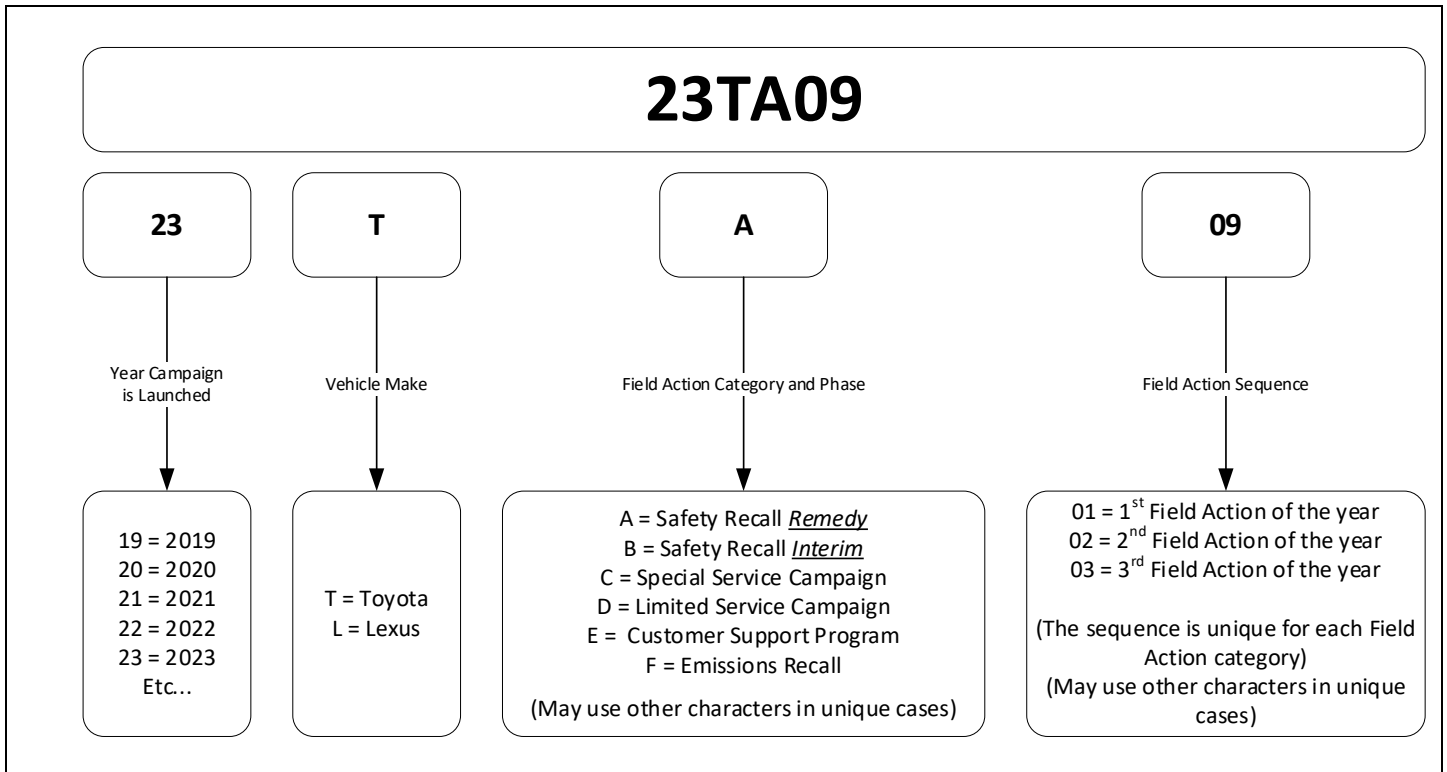 23TA09
23
T
A
09
Year Campaign
is Launched
Vehicle Make
Field Action Category and Phase
Field Action Sequence
19 = 2019
20 = 2020
21 = 2021
22 = 2022
23 = 2023
Etc...
T = Toyota
L = Lexus
A = Safety Recall Remedy
B = Safety Recall Interim
C = Special Service Campaign
D = Limited Service Campaign
E = Customer Support Program
F = Emissions Recall
(May use other characters in unique cases)
01 = 1st Field Action of the year
02 = 2nd Field Action of the year
03 = 3rd Field Action of the year
(The sequence is unique for each Field
Action category)
(May use other characters in unique
cases)